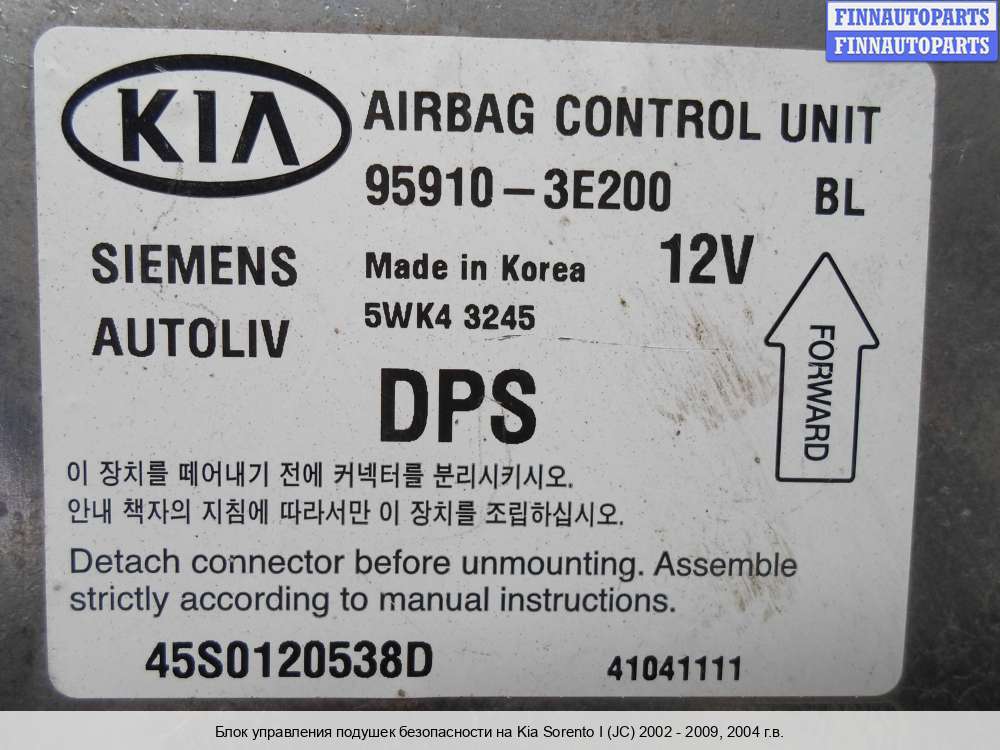 FINNAUTOPARTS
FINNAUTOPARTS
KIA
AIRBAG CONTROL UNIT
95910-3E200
BL
SIEMENS
AUTOLIV
Made in Korea
12V
5WK4 3245
FORWARD
DPS
이 장치를 떼어내기 전에 커넥터를 분리시키시오.
안내 책자의 지침에 따라서만 이 장치를 조립하십시오.
Detach connector before unmounting. Assemble
strictly according to manual instructions.
45S0120538D
41041111
Блок управления подушек безопасности на Kia Sorento I (JC) 2002 - 2009, 2004 г.в.